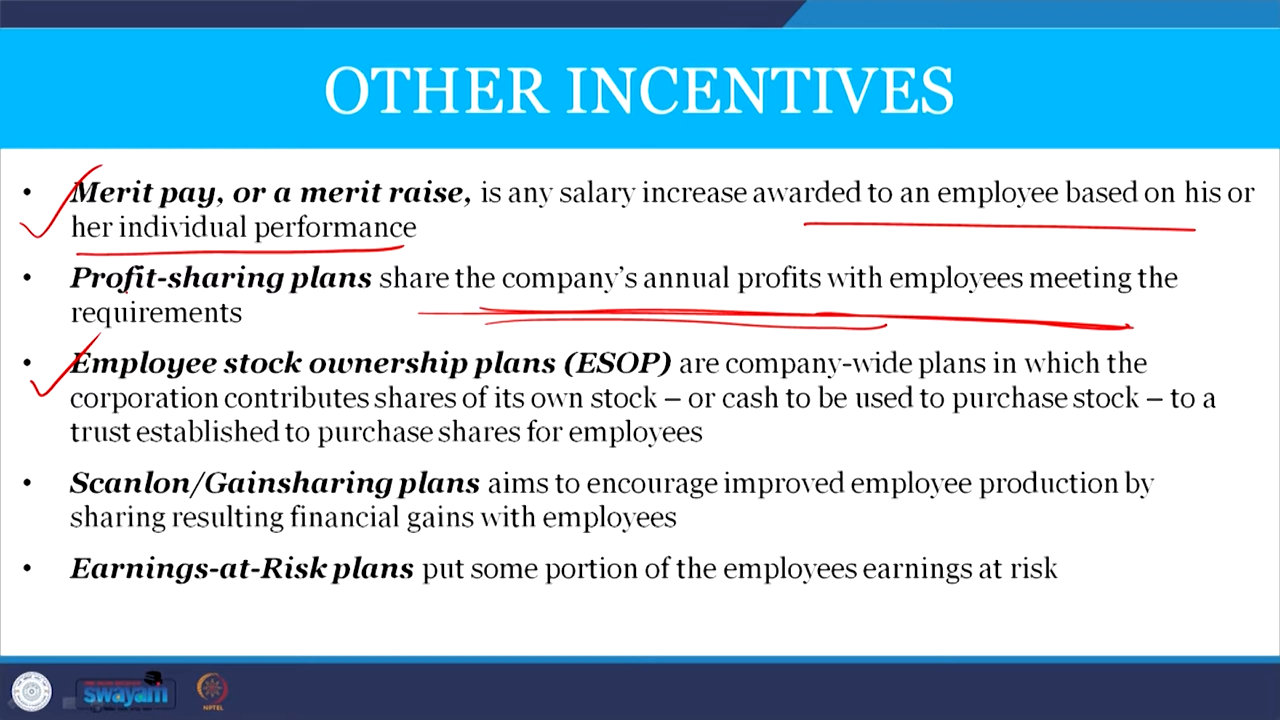 OTHER INCENTIVES
• Merit pay, or a merit raise, is any salary increase awarded to an employee based on his or
her individual performance
• Profit-sharing plans share the company's annual profits with employees meeting the
requirements
• Employee stock ownership plans (ESOP) are company-wide plans in which the
corporation contributes shares of its own stock – or cash to be used to purchase stock – to a
trust established to purchase shares for employees
• Scanlon/Gainsharing plans aims to encourage improved employee production by
sharing resulting financial gains with employees
• Earnings-at-Risk plans put some portion of the employees earnings at risk
swayam
NPTEL